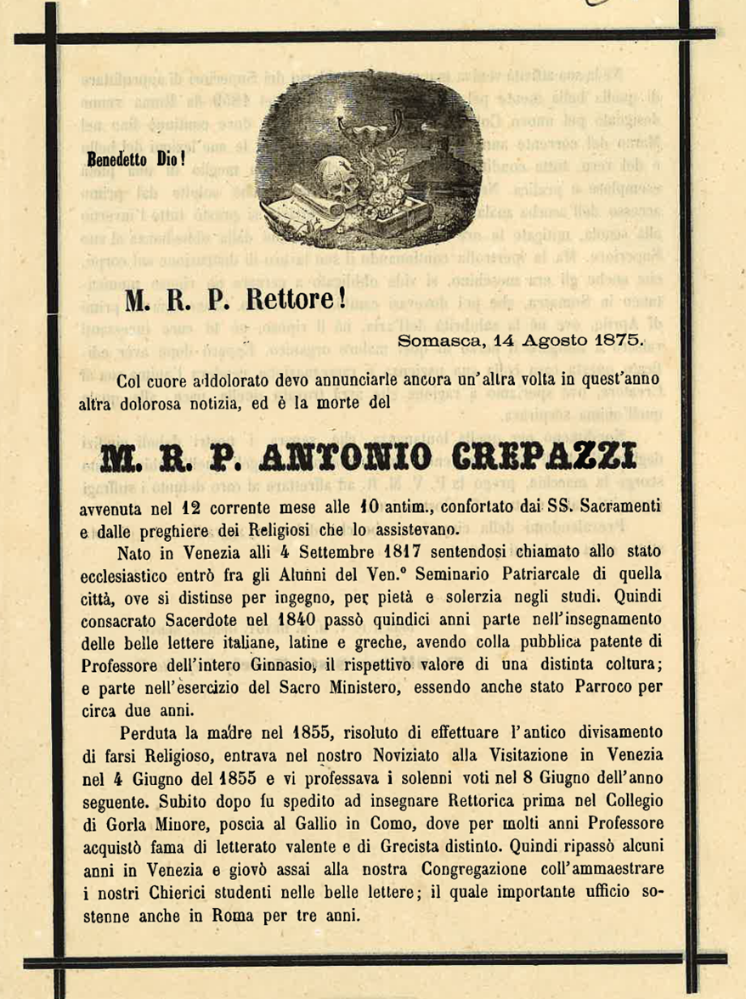 Benedetto Dio!
M. R. P. Rettore!
Somasca, 14 Agosto 1875.
Col cuore addolorato devo annunciarle ancora un'altra volta in quest'anno
altra dolorosa notizia, ed è la morte del
M. R. P. ANTONIO CREPAZZI
avvenuta nel 12 corrente mese alle 10 antim., confortato dai SS. Sacramenti
e dalle preghiere dei Religiosi che lo assistevano.
Nato in Venezia alli 4 Settembre 1817 sentendosi chiamato allo stato
ecclesiastico entrò fra gli Alunni del Ven.º Seminario Patriarcale di quella
città, ove si distinse per ingegno, per pietà e solerzia negli studi. Quindi
consacrato Sacerdote nel 1840 passò quindici anni parte nell'insegnamento
delle belle lettere italiane, latine e greche, avendo colla pubblica patente di
Professore dell'intero Ginnasio, il rispettivo valore di una distinta coltura;
e parte nell'esercizio del Sacro Ministero, essendo anche stato Parroco per
circa due anni.
Perduta la madre nel 1855, risoluto di effettuare l'antico divisamento
di farsi Religioso, entrava nel nostro Noviziato alla Visitazione in Venezia
nel 4 Giugno del 1855 e vi professava i solenni voti nel 8 Giugno dell'anno
seguente. Subito dopo fu spedito ad insegnare Rettorica prima nel Collegio
di Gorla Minore, poscia al Gallio in Como, dove per molti anni Professore
acquistò fama di letterato valente e di Grecista distinto. Quindi ripassò alcuni
anni in Venezia e giovò assai alla nostra Congregazione coll'ammaestrare
i nostri Chierici studenti nelle belle lettere; il quale importante ufficio so-
stenne anche in Roma per tre anni.